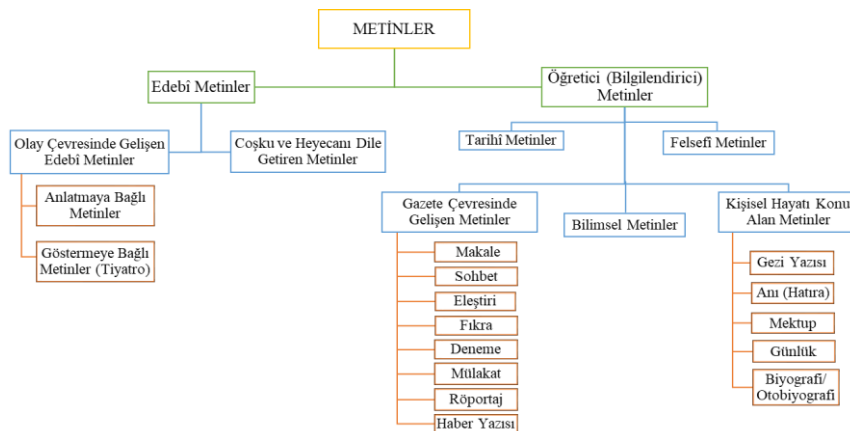 METİNLER
Edebî Metinler
Öğretici (Bilgilendirici)
Metinler
Olay Çevresinde Gelişen
Edebî Metinler
Coşku ve Heyecanı Dile
Getiren Metinler
Tarihî Metinler
Felsefî Metinler
Anlatmaya Bağlı
Metinler
Göstermeye Bağlı
Metinler (Tiyatro)
Gazete Çevresinde
Gelişen Metinler
Bilimsel Metinler
Kişisel Hayatı Konu
Alan Metinler
Makale
Sohbet
Eleştiri
Fıkra
Deneme
Mülakat
Röportaj
Haber Yazısı
Gezi Yazısı
Anı (Hatıra)
Mektup
Günlük
Biyografi/
Otobiyografi